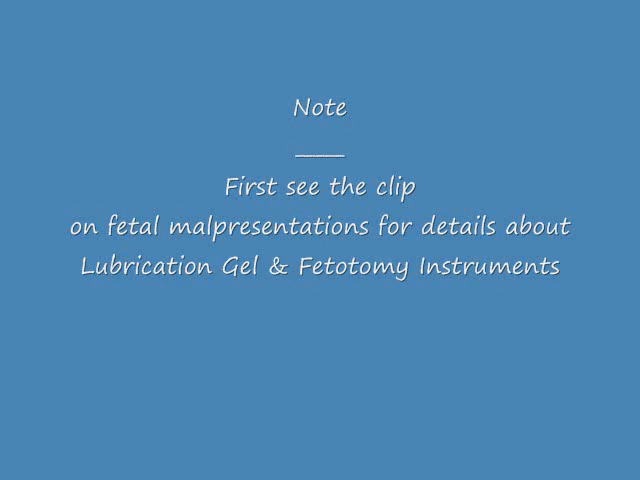 Note
____
First see the clip
on fetal malpresentations for details about
Lubrication Gel & Fetotomy Instruments